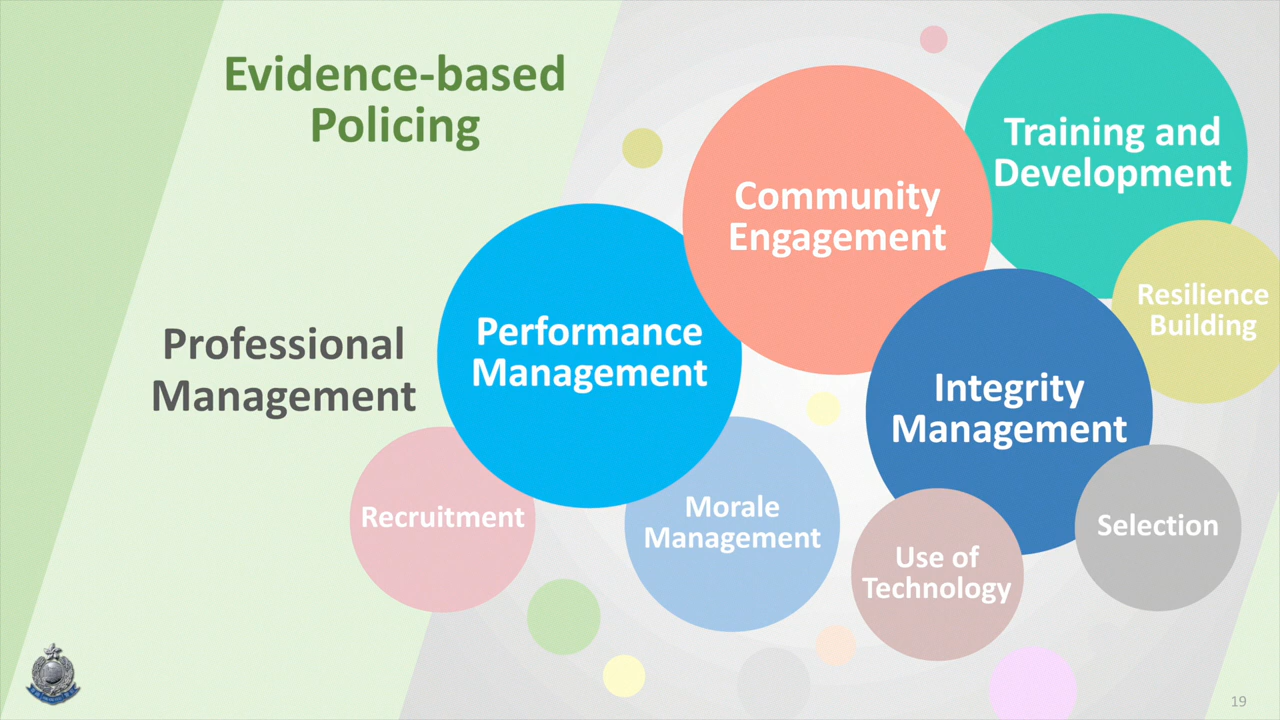 Evidence-based
Policing
Training and
Development
Community
Engagement
Resilience
Building
Performance
Management
Professional
Management
Integrity
Management
Recruitment
Morale
Management
Selection
Use of
Technology
19